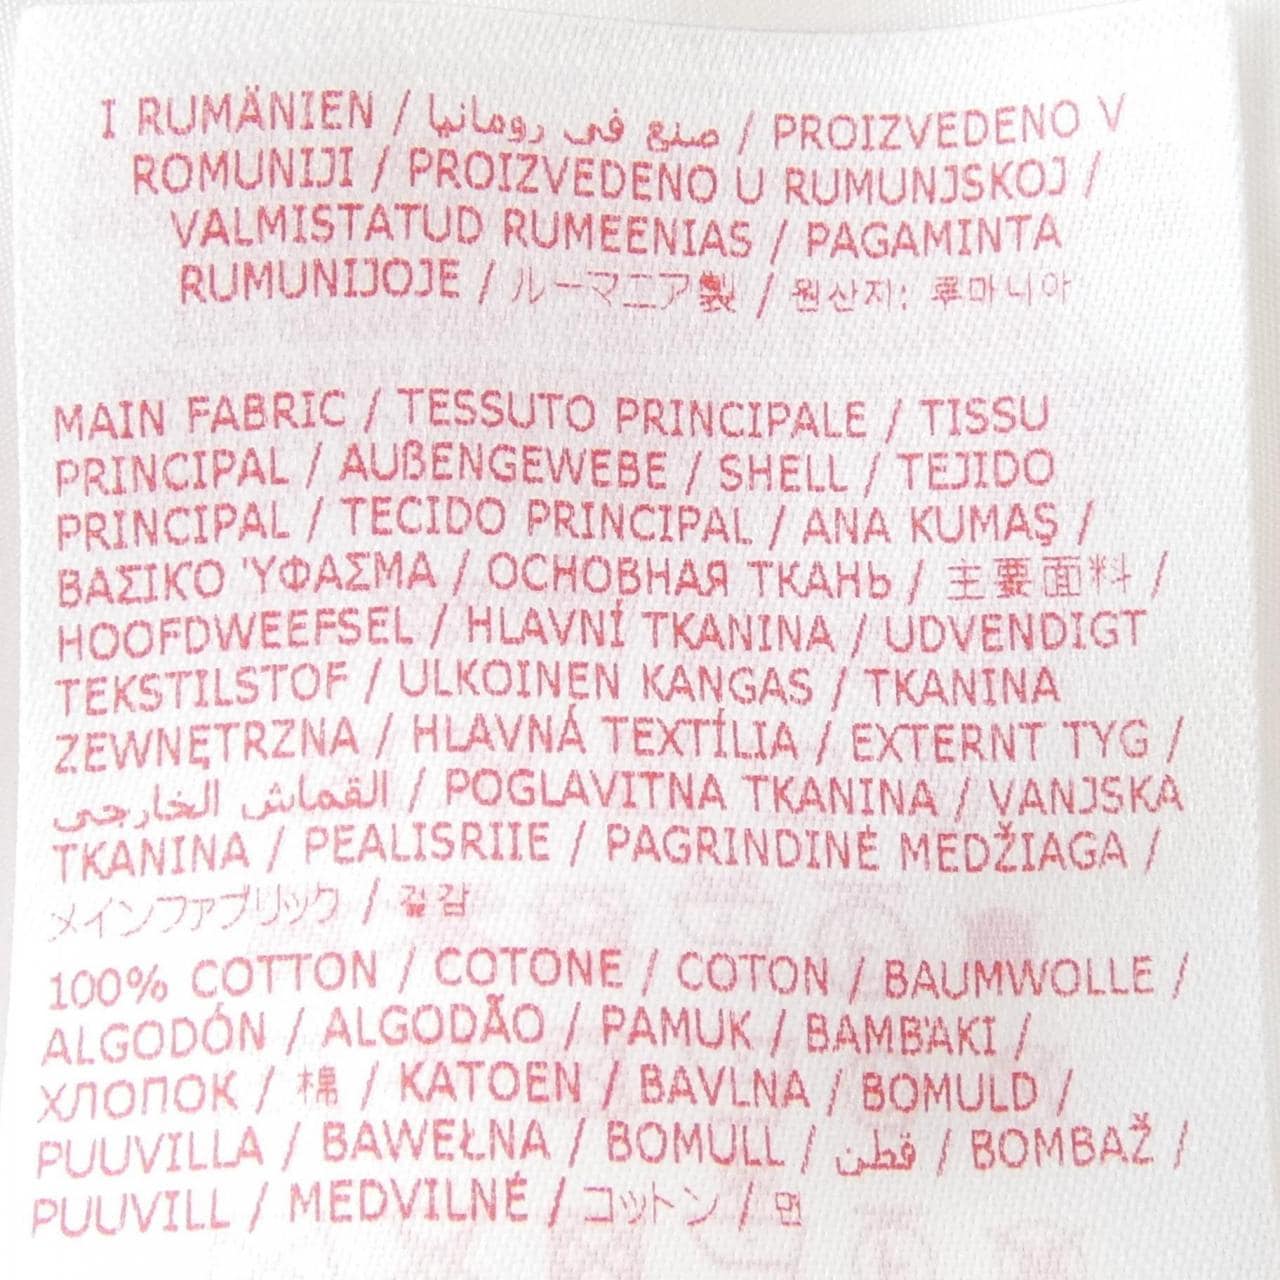 I RUMÄNIEN / صنع في رومانيا / PROIZVEDENO V
ROMUNIJI / PROIZVEDENO U RUMUNJSKOJ /
VALMISTATUD RUMEENIAS / PAGAMINTA
RUMUNIJOJE / ルーマニア製 / 원산지: 루마니아
MAIN FABRIC / TESSUTO PRINCIPALE / TISSU
PRINCIPAL / AUßENGEWEBE / SHELL / TEJIDO
PRINCIPAL / TECIDO PRINCIPAL / ANA KUMAŞ /
ΒΑΣΙΚΟ 'ΥΦΑΣΜΑ / ОСНОВНАЯ ТКАНЬ / 主要面料 /
HOOFDWEEFSEL / HLAVNÍ TKANINA / UDVENDIGT
TEKSTILSTOF / ULKOINEN KANGAS / TKANINA
ZEWNĘTRZNA / HLAVNÁ TEXTÍLIA / EXTERNT TYG /
القماش الخارجي / POGLAVITNA TKANINA / VANJSKA
TKANINA / PEALISRIIE / PAGRINDINĖ MEDŽIAGA /
メインファブリック / 겉감
100% COTTON / COTONE / COTON / BAUMWOLLE /
ALGODÓN / ALGODÃO / PAMUK / ΒΑΜΒ'ΑΚΙ /
ХЛОПОК / 棉 / KATOEN / BAVLNA / BOMULD /
PUUVILLA / BAWEŁNA / BOMULL / قطن / BOMBAŽ /
PUUVILL / MEDVILNĖ / コットン / 면